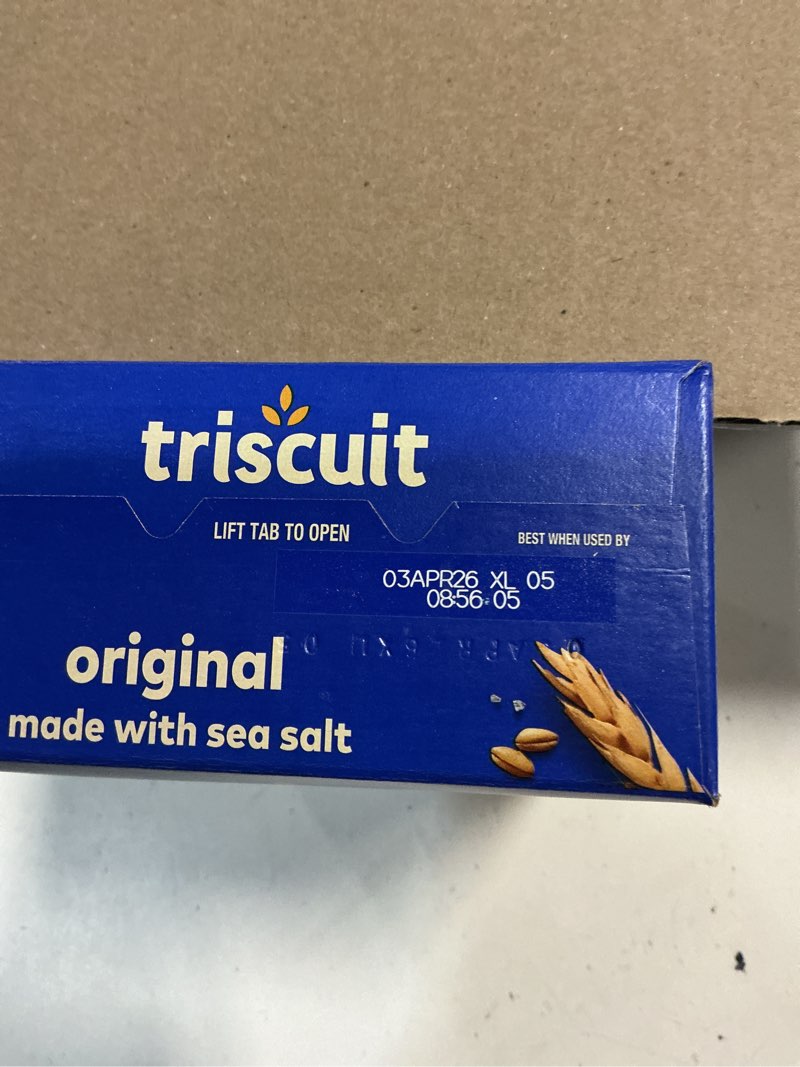 triscuit
LIFT TAB TO OPEN
BEST WHEN USED BY
03APR26 XL 05
08:56 05
original
made with sea salt